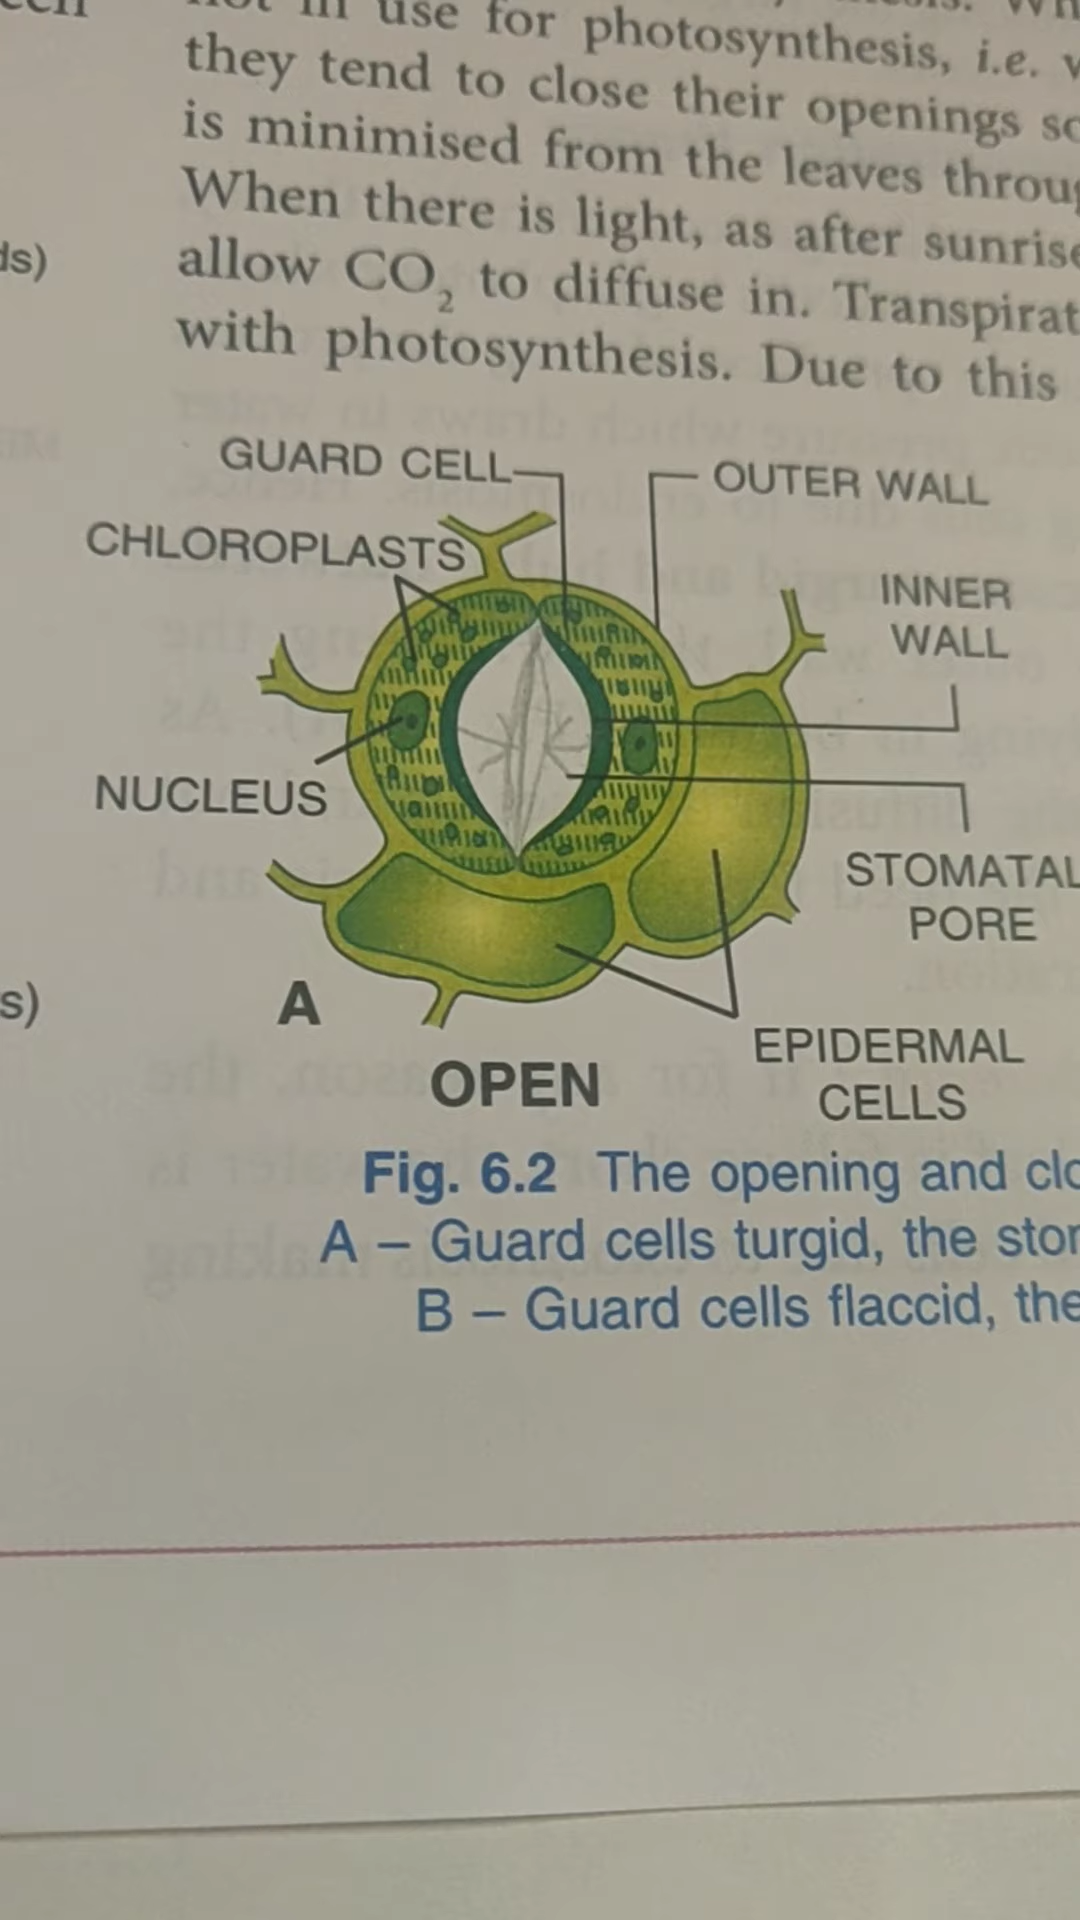 in use for photosynthesis, i.e.
they tend to close their openings
is minimised from the leaves
When there is light, as after
allow CO₂ to diffuse in.
with photosynthesis. Due to this
ds)
GUARD CELL
OUTER WALL
CHLOROPLASTS
INNER
WALL
NUCLEUS
STOMATAL
PORE
s)
A
EPIDERMAL
CELLS
OPEN
Fig. 6.2 The opening and
A – Guard cells turgid, the
B – Guard cells flaccid, the